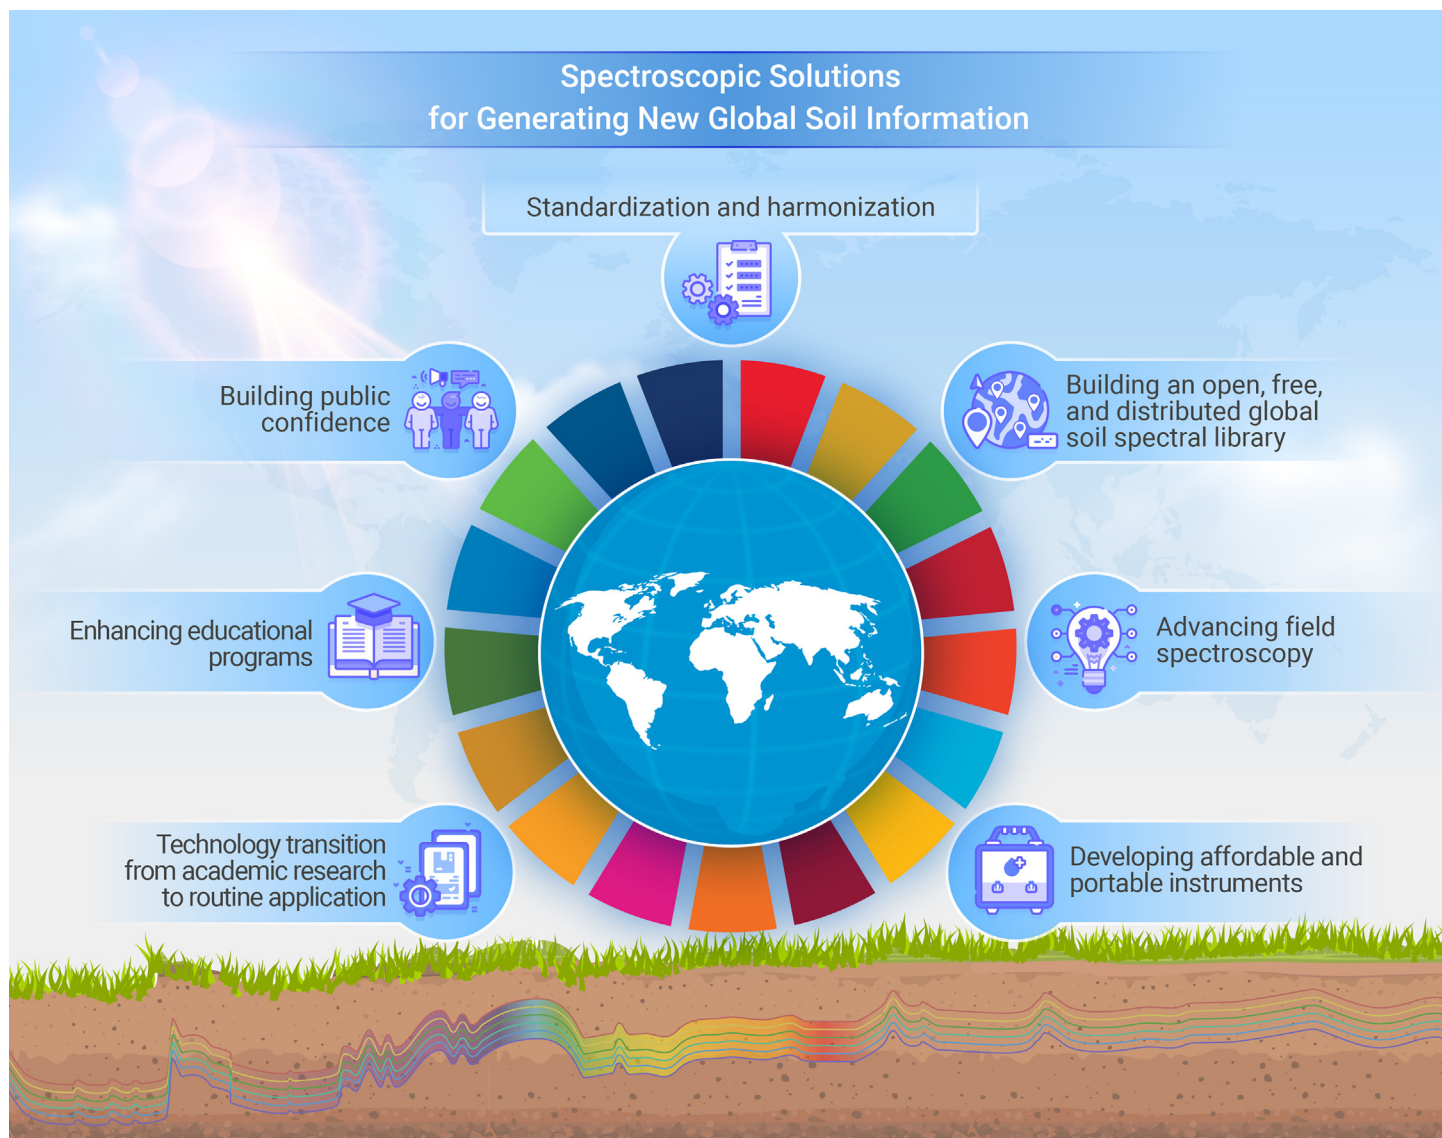 Spectroscopic Solutions
for Generating New Global Soil Information
Standardization and harmonization
Building public
confidence
Building an open, free,
and distributed global
soil spectral library
Enhancing educational
programs
Advancing field
spectroscopy
Technology transition
from academic research
to routine application
Developing affordable and
portable instruments